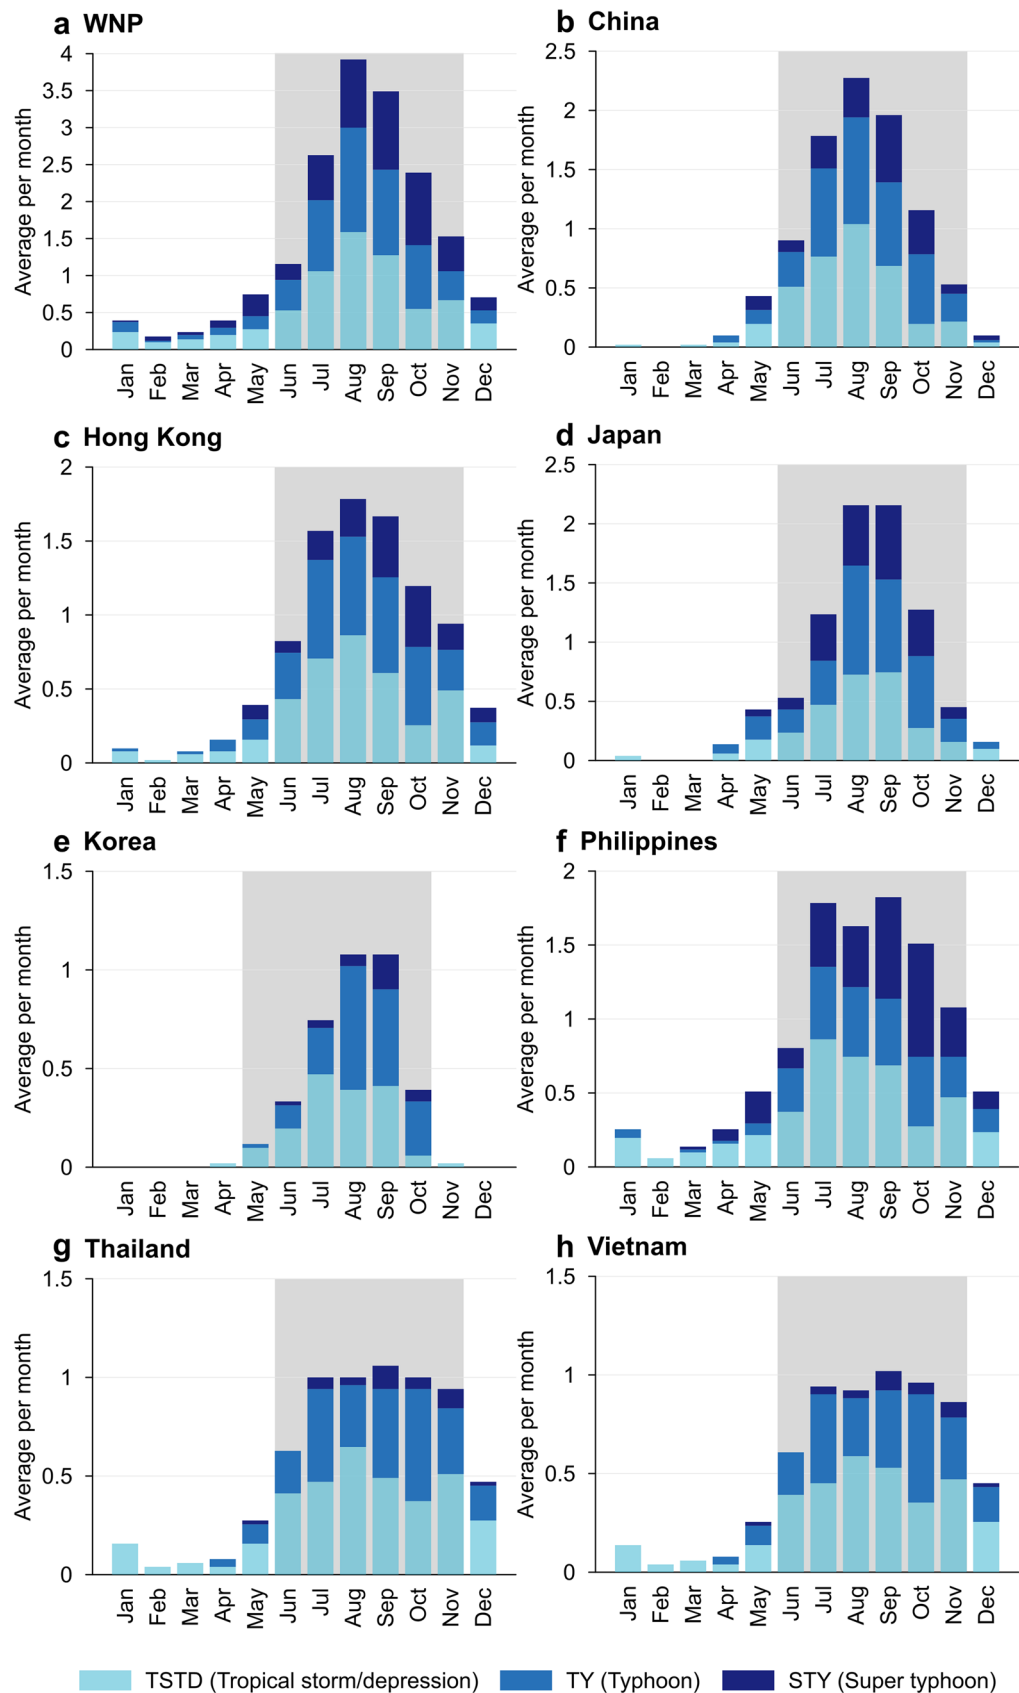 a WNP
Average per month
4
3.5
3
2.5
2
1.5
1
0.5
0
Jan Feb Mar Apr May Jun Jul Aug Sep Oct Nov Dec
b China
Average per month
2.5
2
1.5
1
0.5
0
Jan Feb Mar Apr May Jun Jul Aug Sep Oct Nov Dec
c Hong Kong
Average per month
2
1.5
1
0.5
0
Jan Feb Mar Apr May Jun Jul Aug Sep Oct Nov Dec
d Japan
Average per month
2.5
2
1.5
1
0.5
0
Jan Feb Mar Apr May Jun Jul Aug Sep Oct Nov Dec
e Korea
Average per month
1.5
1
0.5
0
Jan Feb Mar Apr May Jun Jul Aug Sep Oct Nov Dec
f Philippines
Average per month
2
1.5
1
0.5
0
Jan Feb Mar Apr May Jun Jul Aug Sep Oct Nov Dec
g Thailand
Average per month
1.5
1
0.5
0
Jan Feb Mar Apr May Jun Jul Aug Sep Oct Nov Dec
h Vietnam
Average per month
1.5
1
0.5
0
Jan Feb Mar Apr May Jun Jul Aug Sep Oct Nov Dec
TSTD (Tropical storm/depression) TY (Typhoon) STY (Super typhoon)